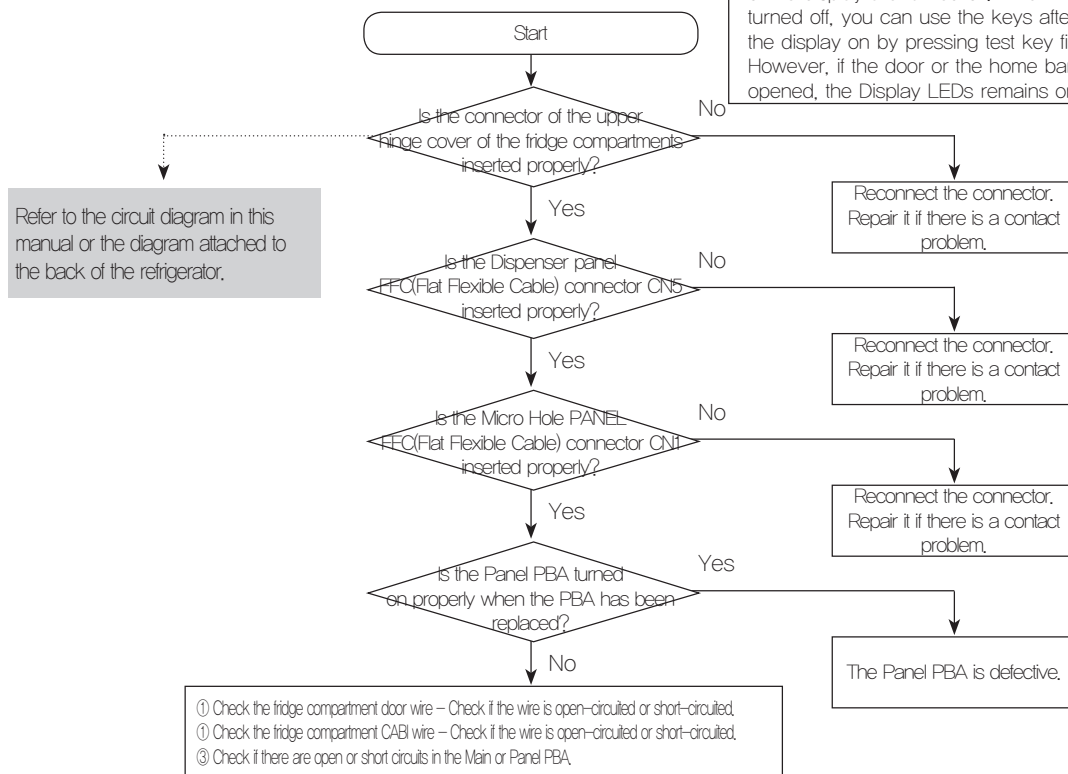 turned off, you can use the keys afte
the display on by pressing test key fi
However, if the door or the home bar
opened, the Display LEDs remains or
Start
Is the connector of the upper
hinge cover of the fridge compartments
inserted properly?
No
Refer to the circuit diagram in this
manual or the diagram attached to
the back of the refrigerator.
Yes
Reconnect the connector.
Repair it if there is a contact
problem.
Is the Dispenser panel
FFC(Flat Flexible Cable) connector CN5
inserted properly?
No
Yes
Reconnect the connector.
Repair it if there is a contact
problem.
Is the Micro Hole PANEL
FFC(Flat Flexible Cable) connector CN1
inserted properly?
No
Yes
Reconnect the connector.
Repair it if there is a contact
problem.
Is the Panel PBA turned
on properly when the PBA has been
replaced?
Yes
No
The Panel PBA is defective.
① Check the fridge compartment door wire - Check if the wire is open-circuited or short-circuited.
① Check the fridge compartment CABI wire - Check if the wire is open-circuited or short-circuited.
③ Check if there are open or short circuits in the Main or Panel PBA.